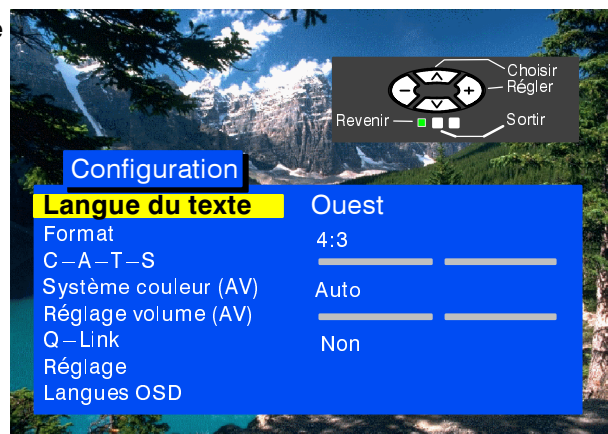 e
Choisir
Régler
Revenir
Sortir
Configuration
Langue du texte Ouest
Format 4:3
C–A–T–S
Système couleur (AV) Auto
Réglage volume (AV)
Q–Link Non
Réglage
Langues OSD